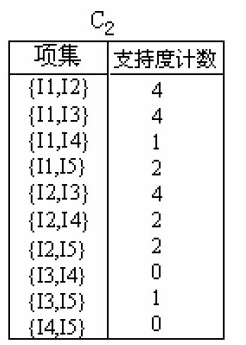 C2
项集 支持度计数
{I1,I2} 4
{I1,I3} 4
{I1,I4} 1
{I1,I5} 2
{I2,I3} 4
{I2,I4} 2
{I2,I5} 2
{I3,I4} 0
{I3,I5} 1
{I4,I5} 0